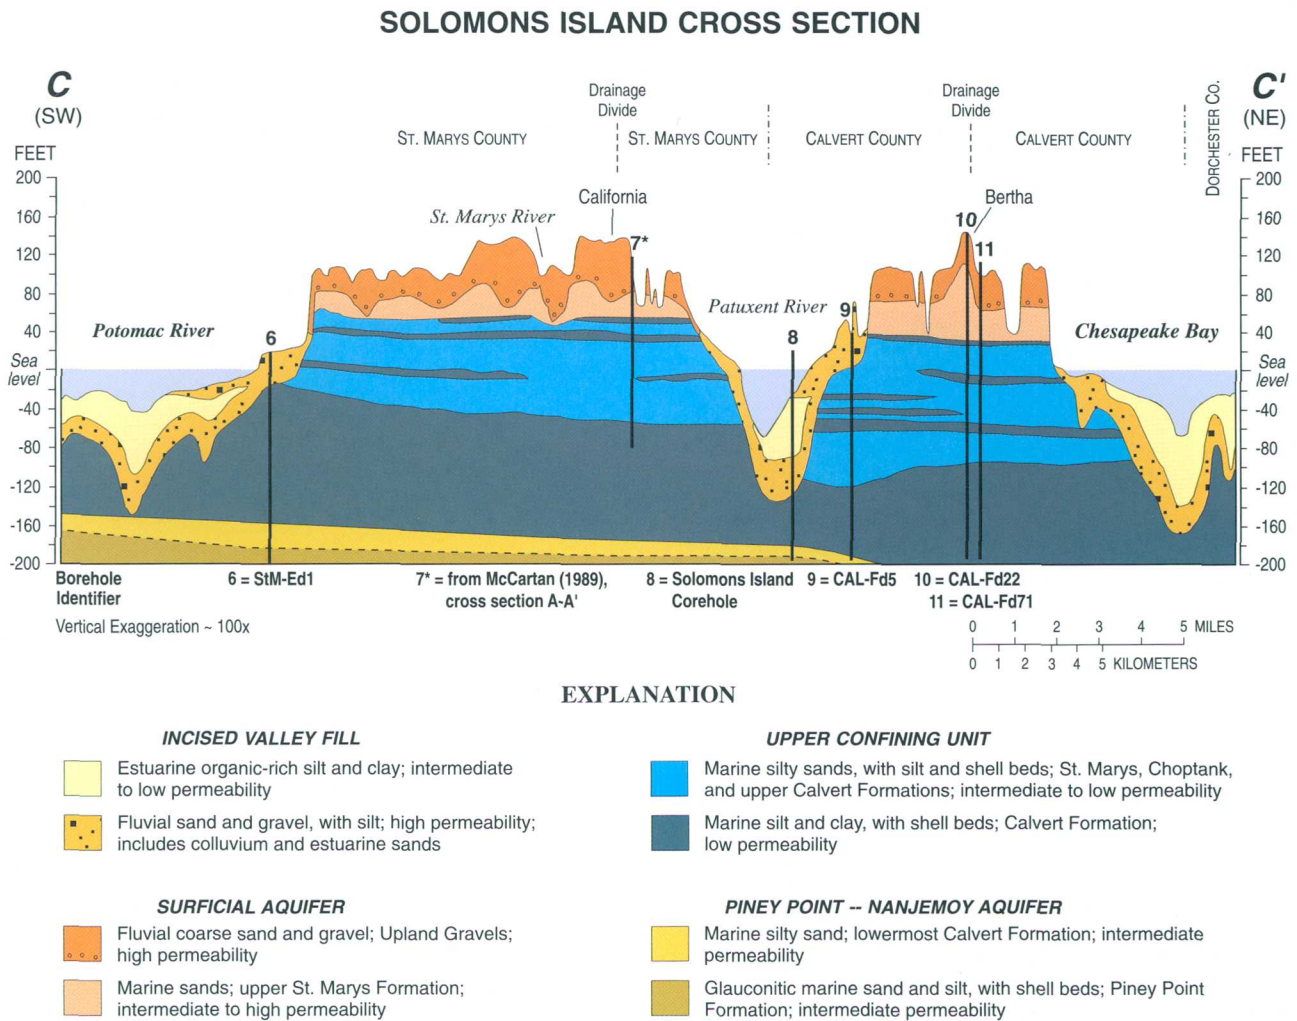 SOLOMONS ISLAND CROSS SECTION
C
(SW)
C'
(NE)
Drainage
Divide
Drainage
Divide
DORCHESTER CO.
ST. MARYS COUNTY
ST. MARYS COUNTY
CALVERT COUNTY
CALVERT COUNTY
FEET
FEET
200
160
120
80
40
Sea
level
-40
-80
-120
-160
-200
200
160
120
80
40
Sea
level
-40
-80
-120
-160
-200
California
Bertha
St. Marys River
Patuxent River
Potomac River
Chesapeake Bay
6
7*
8
9
10
11
Borehole
Identifier
6 = StM-Ed1
7* = from McCartan (1989),
cross section A-A'
8 = Solomons Island
Corehole
9 = CAL-Fd5
10 = CAL-Fd22
11 = CAL-Fd71
Vertical Exaggeration ~ 100x
0 1 2 3 4 5 MILES
0 1 2 3 4 5 KILOMETERS
EXPLANATION
INCISED VALLEY FILL
Estuarine organic-rich silt and clay; intermediate
to low permeability
Fluvial sand and gravel, with silt; high permeability;
includes colluvium and estuarine sands
SURFICIAL AQUIFER
Fluvial coarse sand and gravel; Upland Gravels;
high permeability
Marine sands; upper St. Marys Formation;
intermediate to high permeability
UPPER CONFINING UNIT
Marine silty sands, with silt and shell beds; St. Marys, Choptank,
and upper Calvert Formations; intermediate to low permeability
Marine silt and clay, with shell beds; Calvert Formation;
low permeability
PINEY POINT -- NANJEMOY AQUIFER
Marine silty sand; lowermost Calvert Formation; intermediate
permeability
Glauconitic marine sand and silt, with shell beds; Piney Point
Formation; intermediate permeability